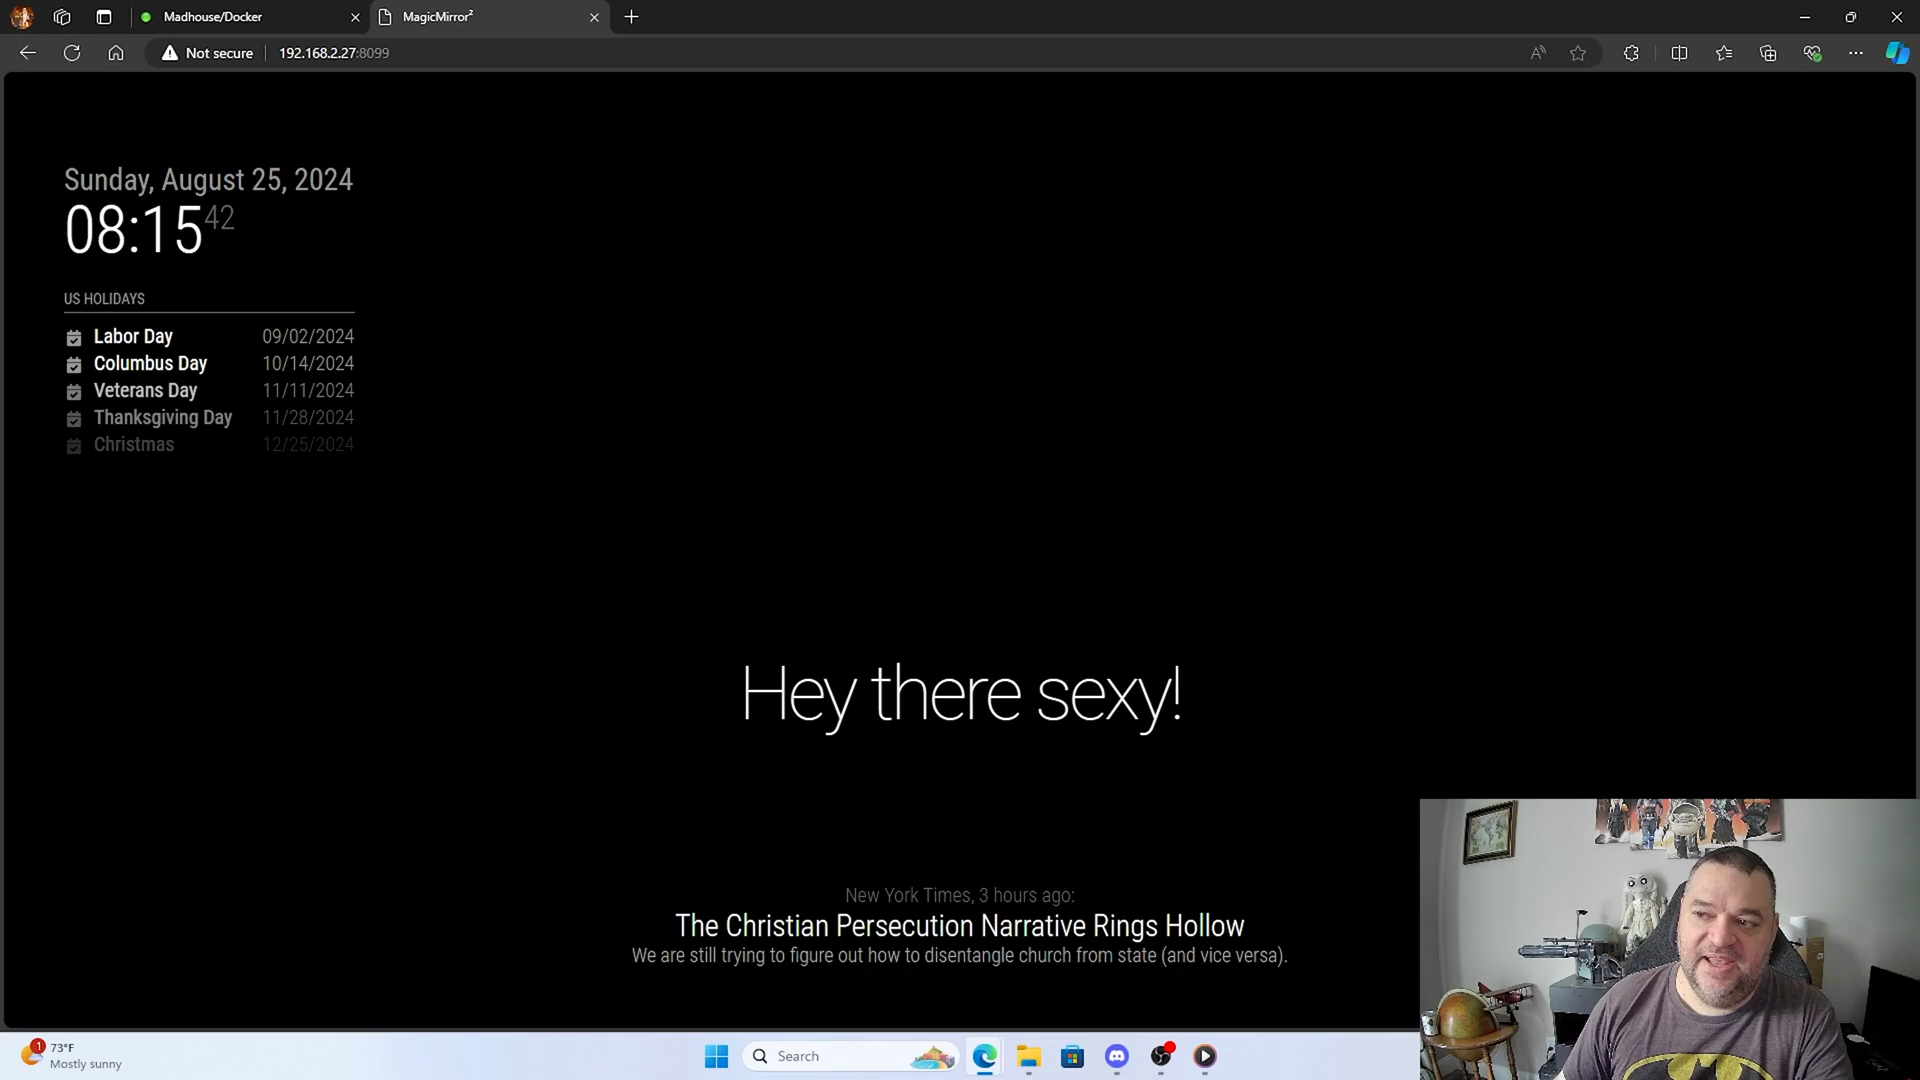 Madhouse/Docker
MagicMirror²
Not secure
192.168.2.27:8099
Sunday, August 25, 2024
08:15 42
US HOLIDAYS
Labor Day 09/02/2024
Columbus Day 10/14/2024
Veterans Day 11/11/2024
Thanksgiving Day 11/28/2024
Christmas 12/25/2024
Hey there sexy!
New York Times, 3 hours ago:
The Christian Persecution Narrative Rings Hollow
We are still trying to figure out how to disentangle church from state (and vice versa).
1
73°F
Mostly sunny
Search